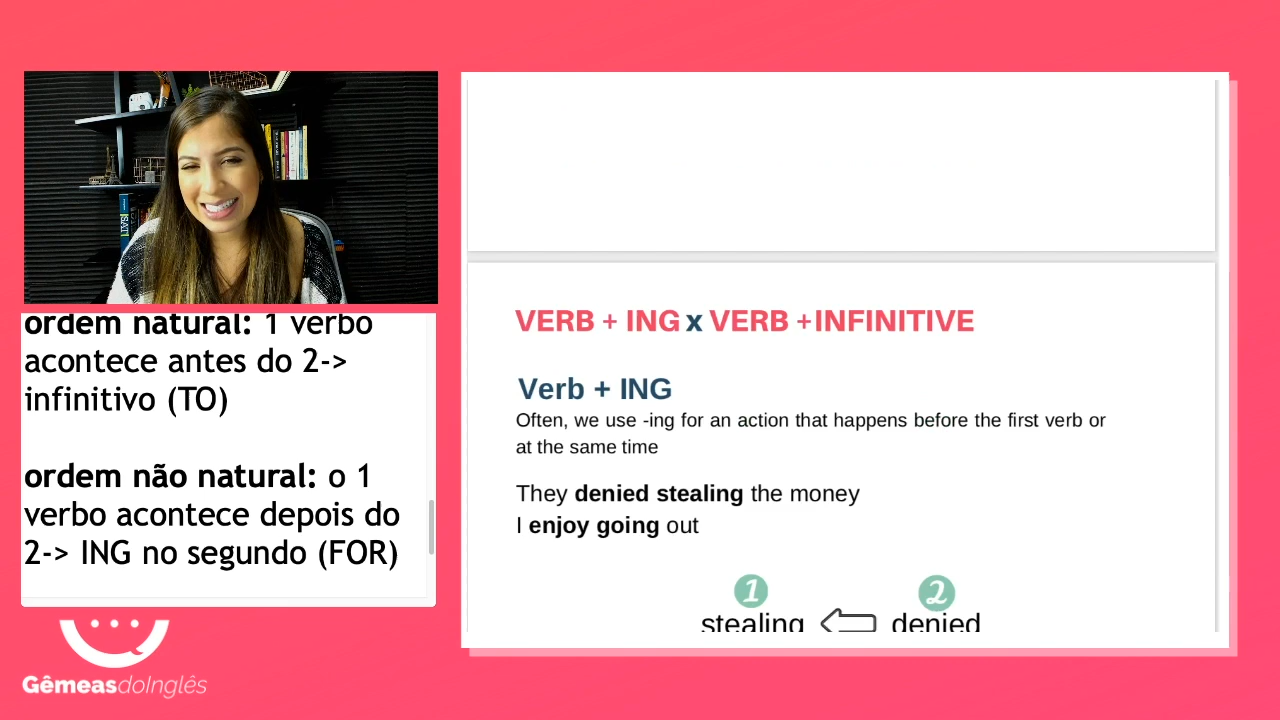 ordem natural: 1 verbo
acontece antes do 2->
infinitivo (TO)
ordem não natural: o 1
verbo acontece depois do
2-> ING no segundo (FOR)
GêmeasdoInglês
VERB + ING x VERB +INFINITIVE
Verb + ING
Often, we use -ing for an action that happens before the first verb or
at the same time
They denied stealing the money
I enjoy going out
1 2
stealing denied